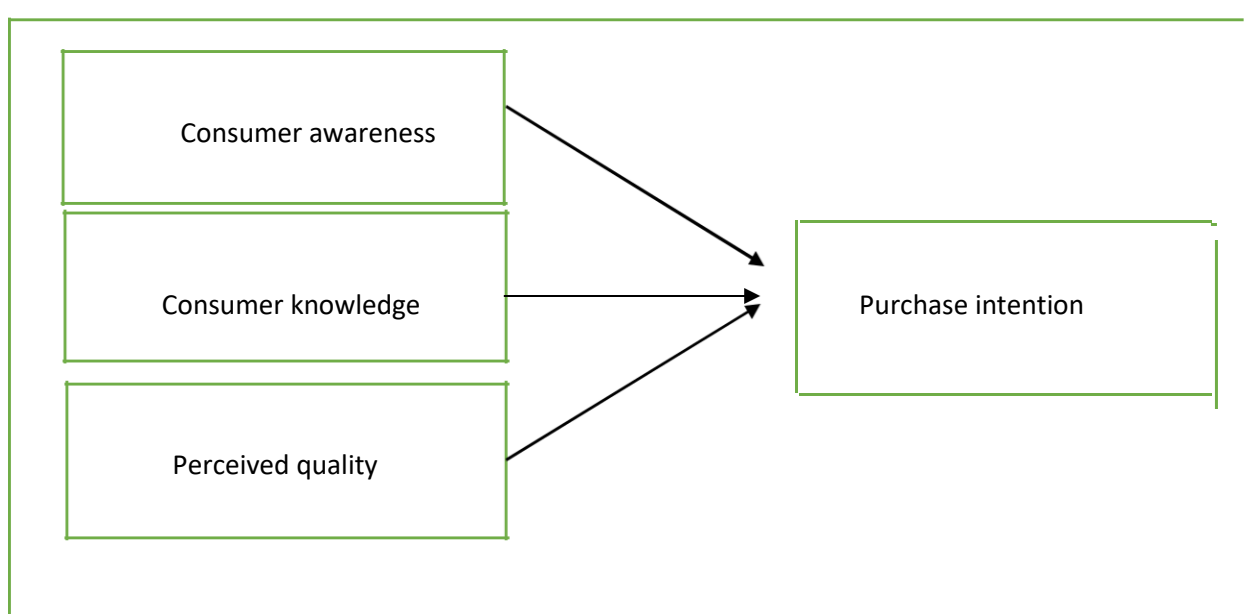 Consumer awareness
Consumer knowledge
Purchase intention
Perceived quality